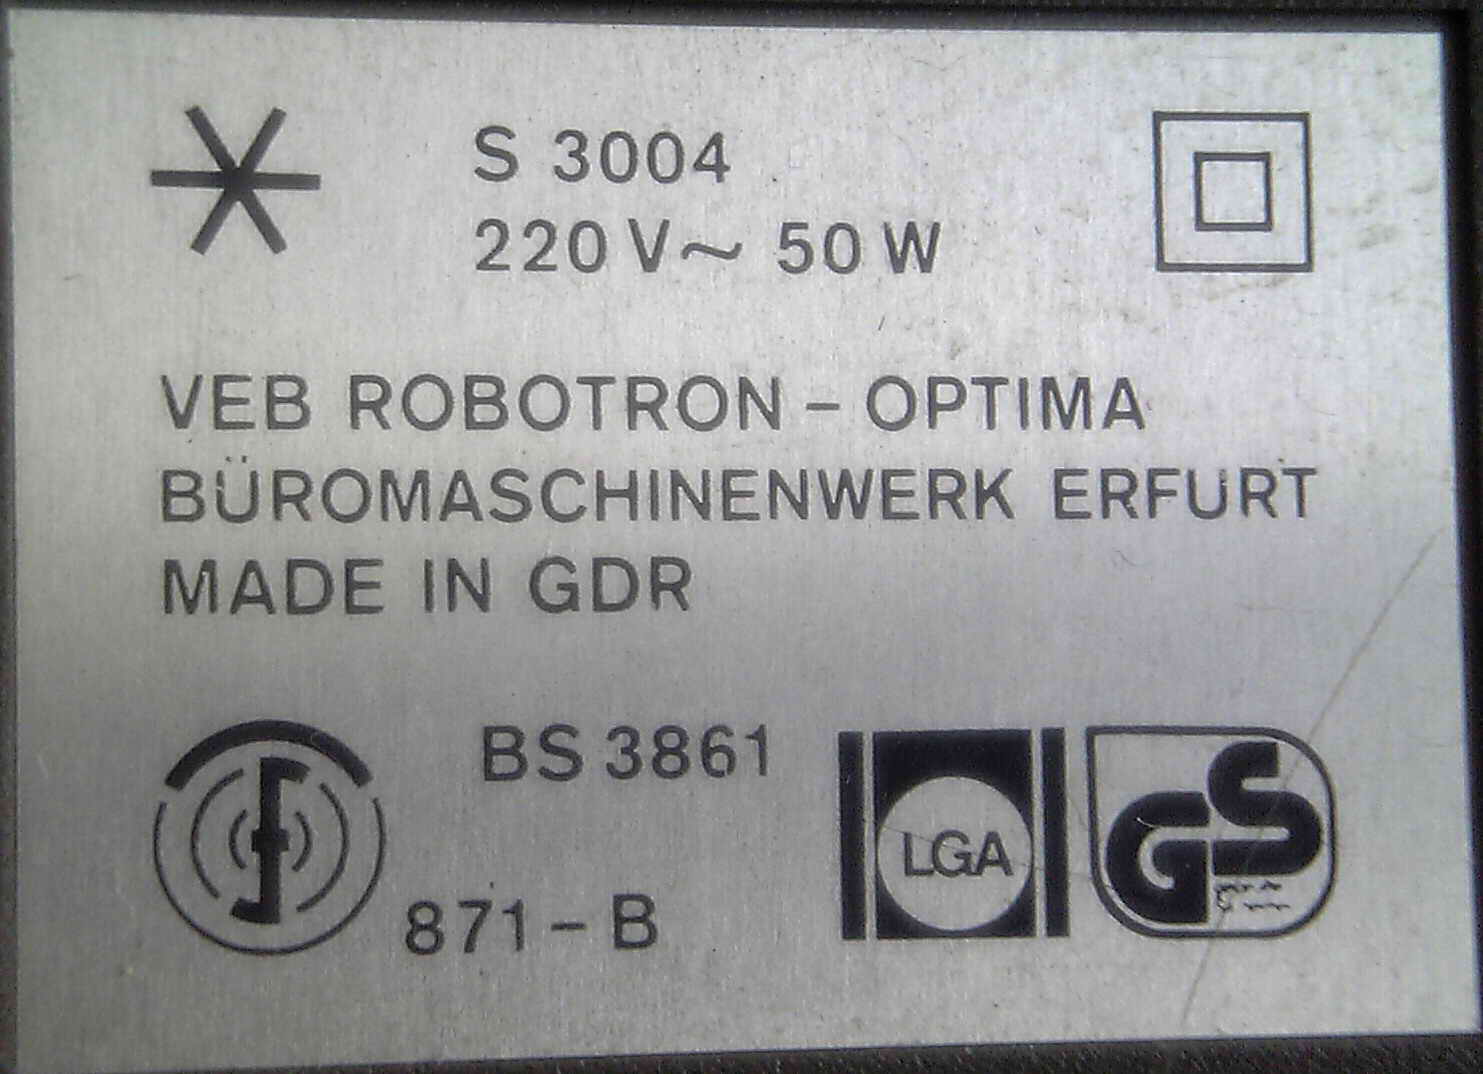 S 3004
220 V~ 50 W
VEB ROBOTRON – OPTIMA
BÜROMASCHINENWERK ERFURT
MADE IN GDR
BS 3861
871 – B
LGA
GS